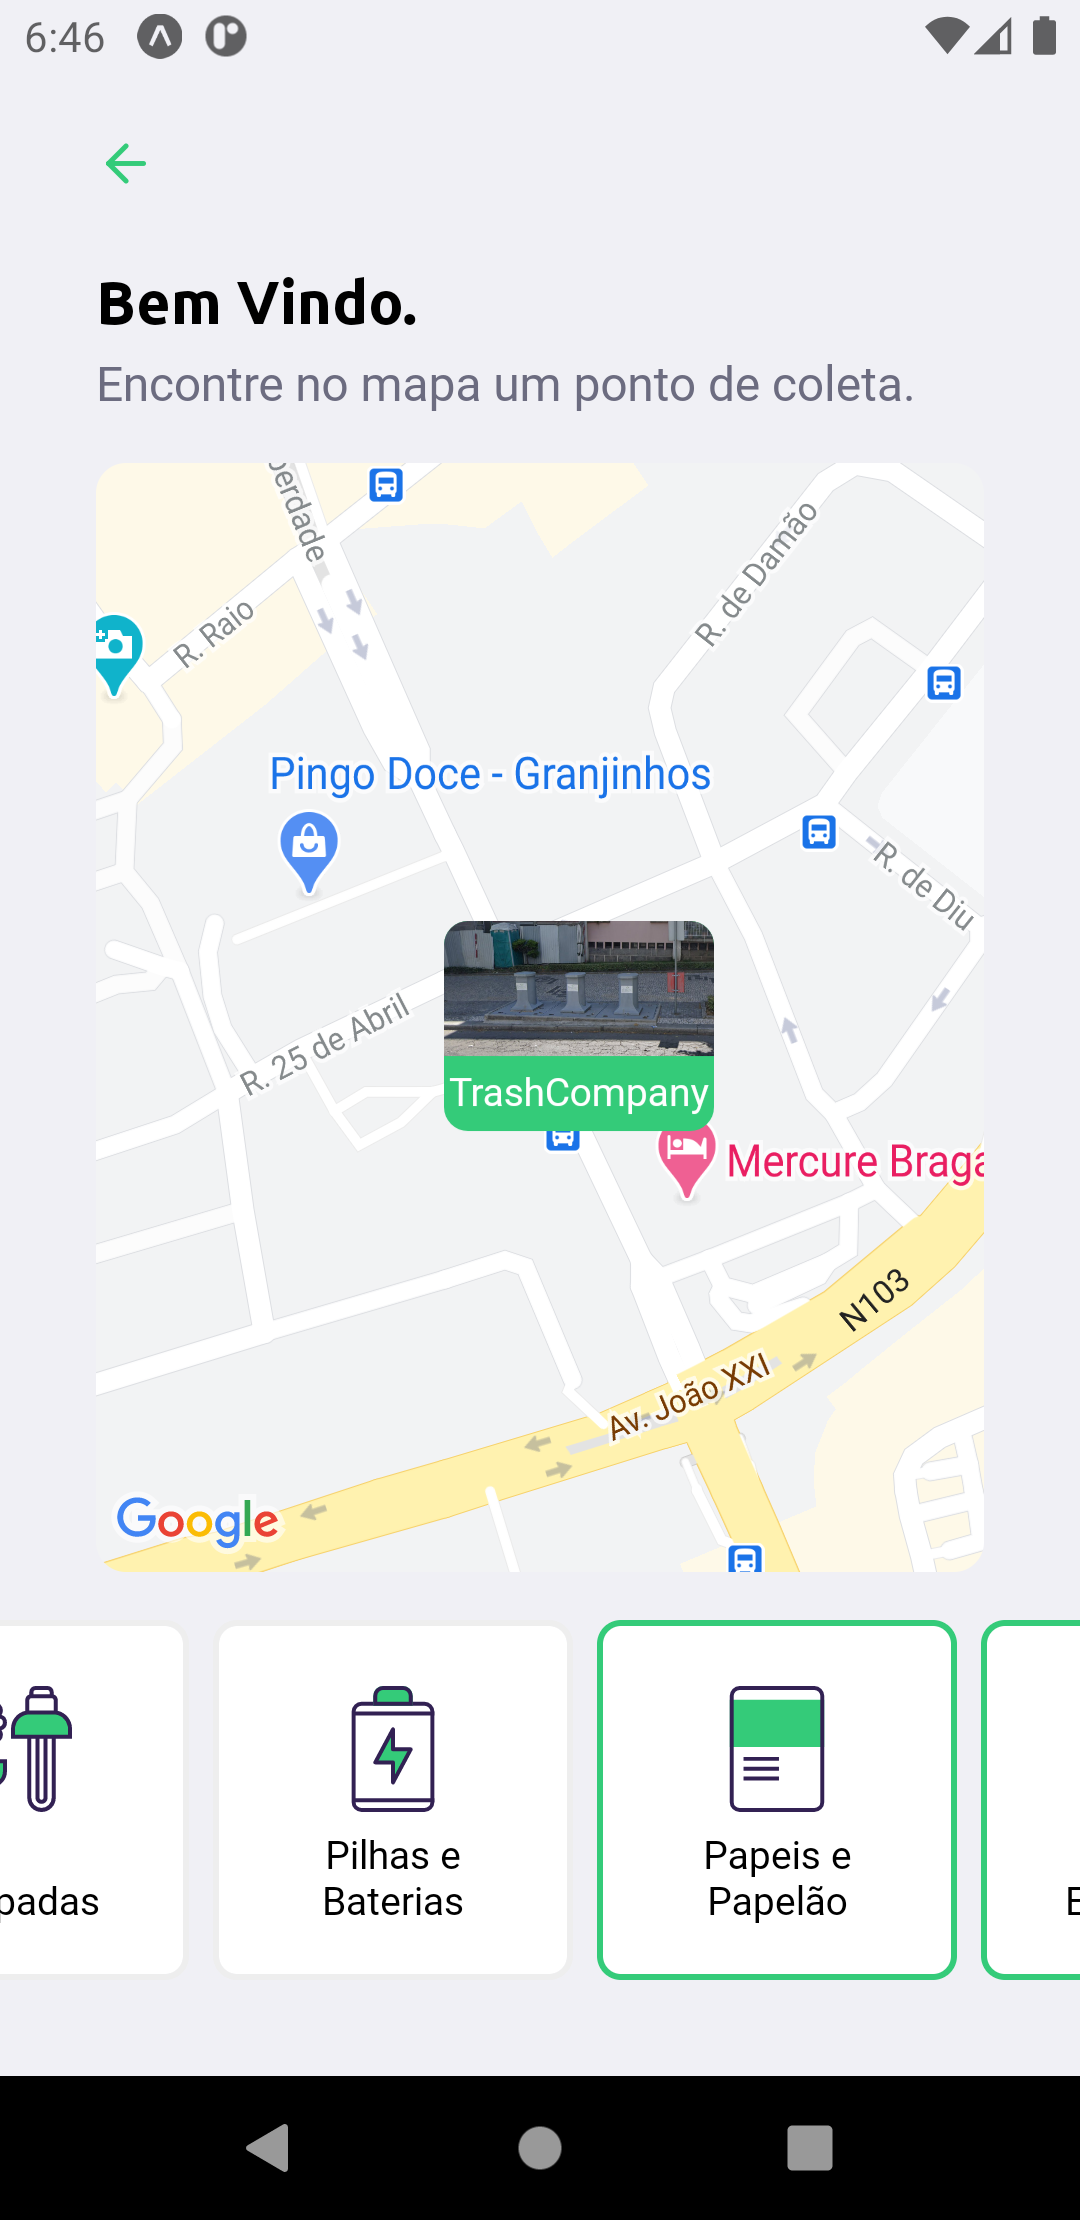 6:46
Bem Vindo.
Encontre no mapa um ponto de coleta.
berdade
R. Raio
R. de Damão
Pingo Doce - Granjinhos
R. de Diu
R. 25 de Abril
TrashCompany
Mercure Braga
N103
Av. João XXI
Google
padas
Pilhas e
Baterias
Papeis e
Papelão
E